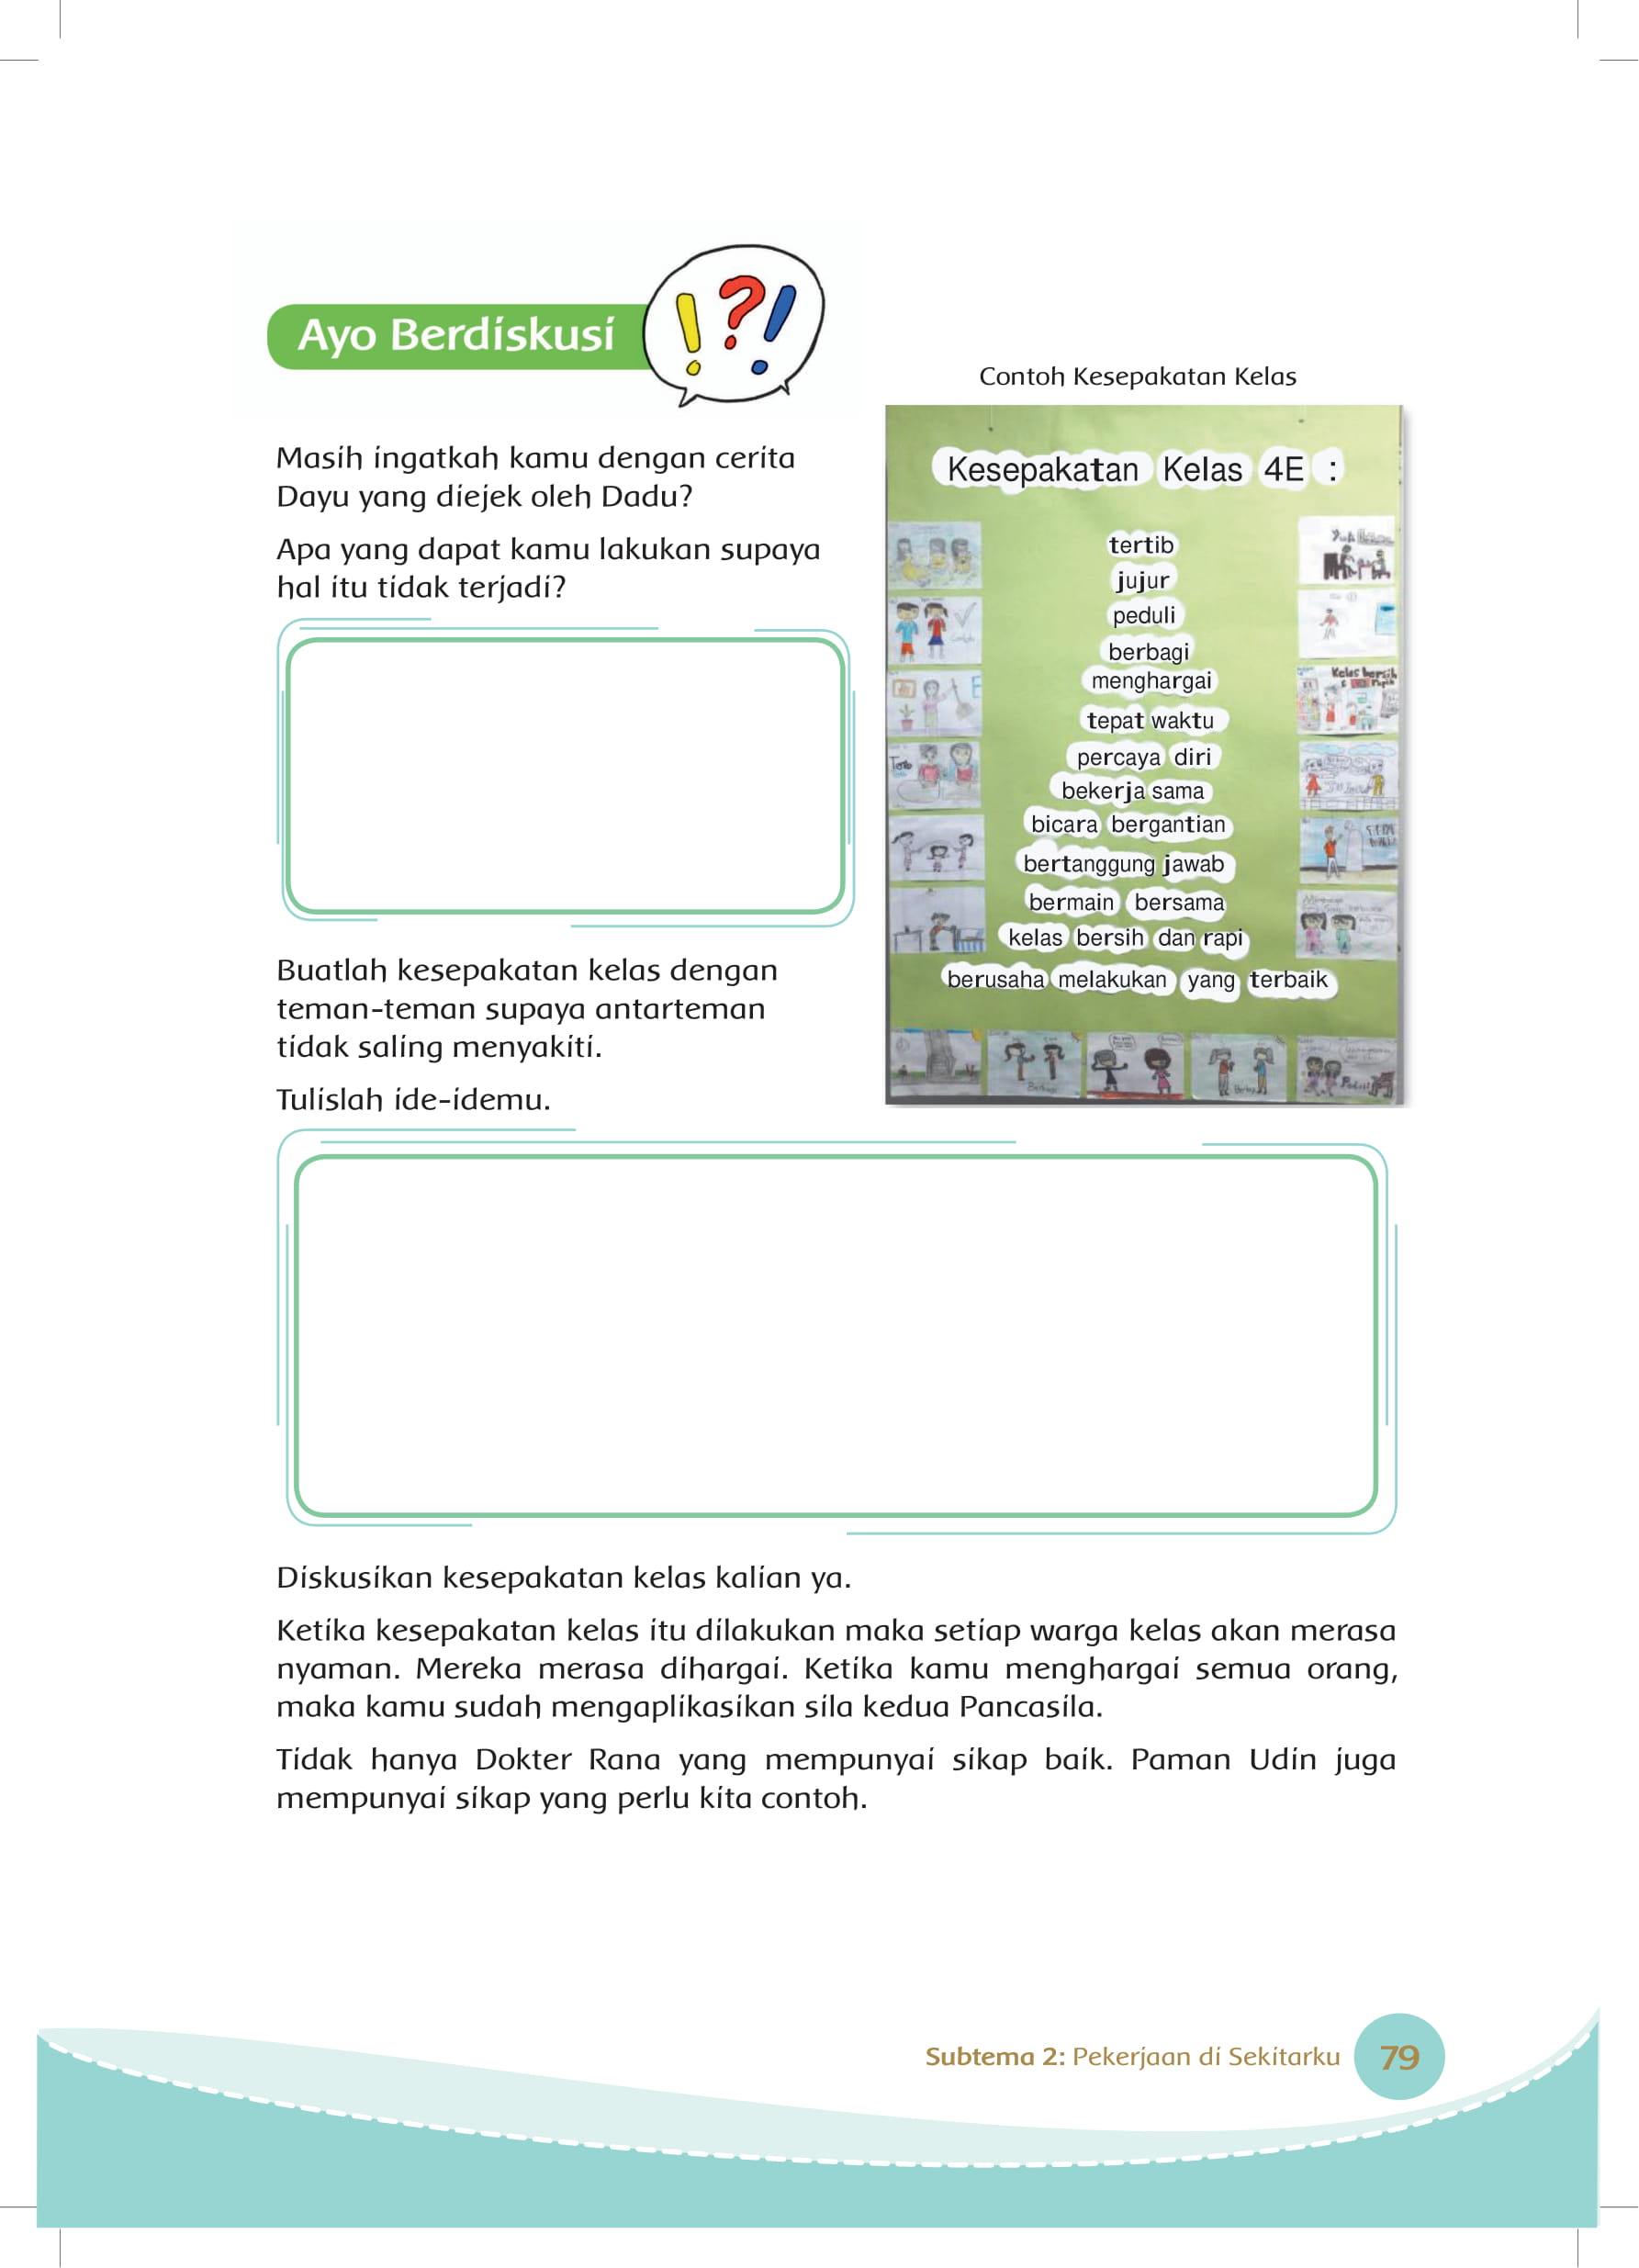 Ayo Berdiskusi
Masih ingatkah kamu dengan cerita
Dayu yang diejek oleh Dadu?
Apa yang dapat kamu lakukan supaya
hal itu tidak terjadi?
Contoh Kesepakatan Kelas
Kesepakatan Kelas 4E :
tertib
jujur
peduli
berbagi
menghargai
tepat waktu
percaya diri
bekerja sama
bicara bergantian
bertanggung jawab
bermain bersama
kelas bersih dan rapi
berusaha melakukan yang terbaik
Kelas bersih
Buatlah kesepakatan kelas dengan
teman-teman supaya antarteman
tidak saling menyakiti.
Tulislah ide-idemu.
Diskusikan kesepakatan kelas kalian ya.
Ketika kesepakatan kelas itu dilakukan maka setiap warga kelas akan merasa
nyaman. Mereka merasa dihargai. Ketika kamu menghargai semua orang,
maka kamu sudah mengaplikasikan sila kedua Pancasila.
Tidak hanya Dokter Rana yang mempunyai sikap baik. Paman Udin juga
mempunyai sikap yang perlu kita contoh.
Subtema 2: Pekerjaan di Sekitarku
79